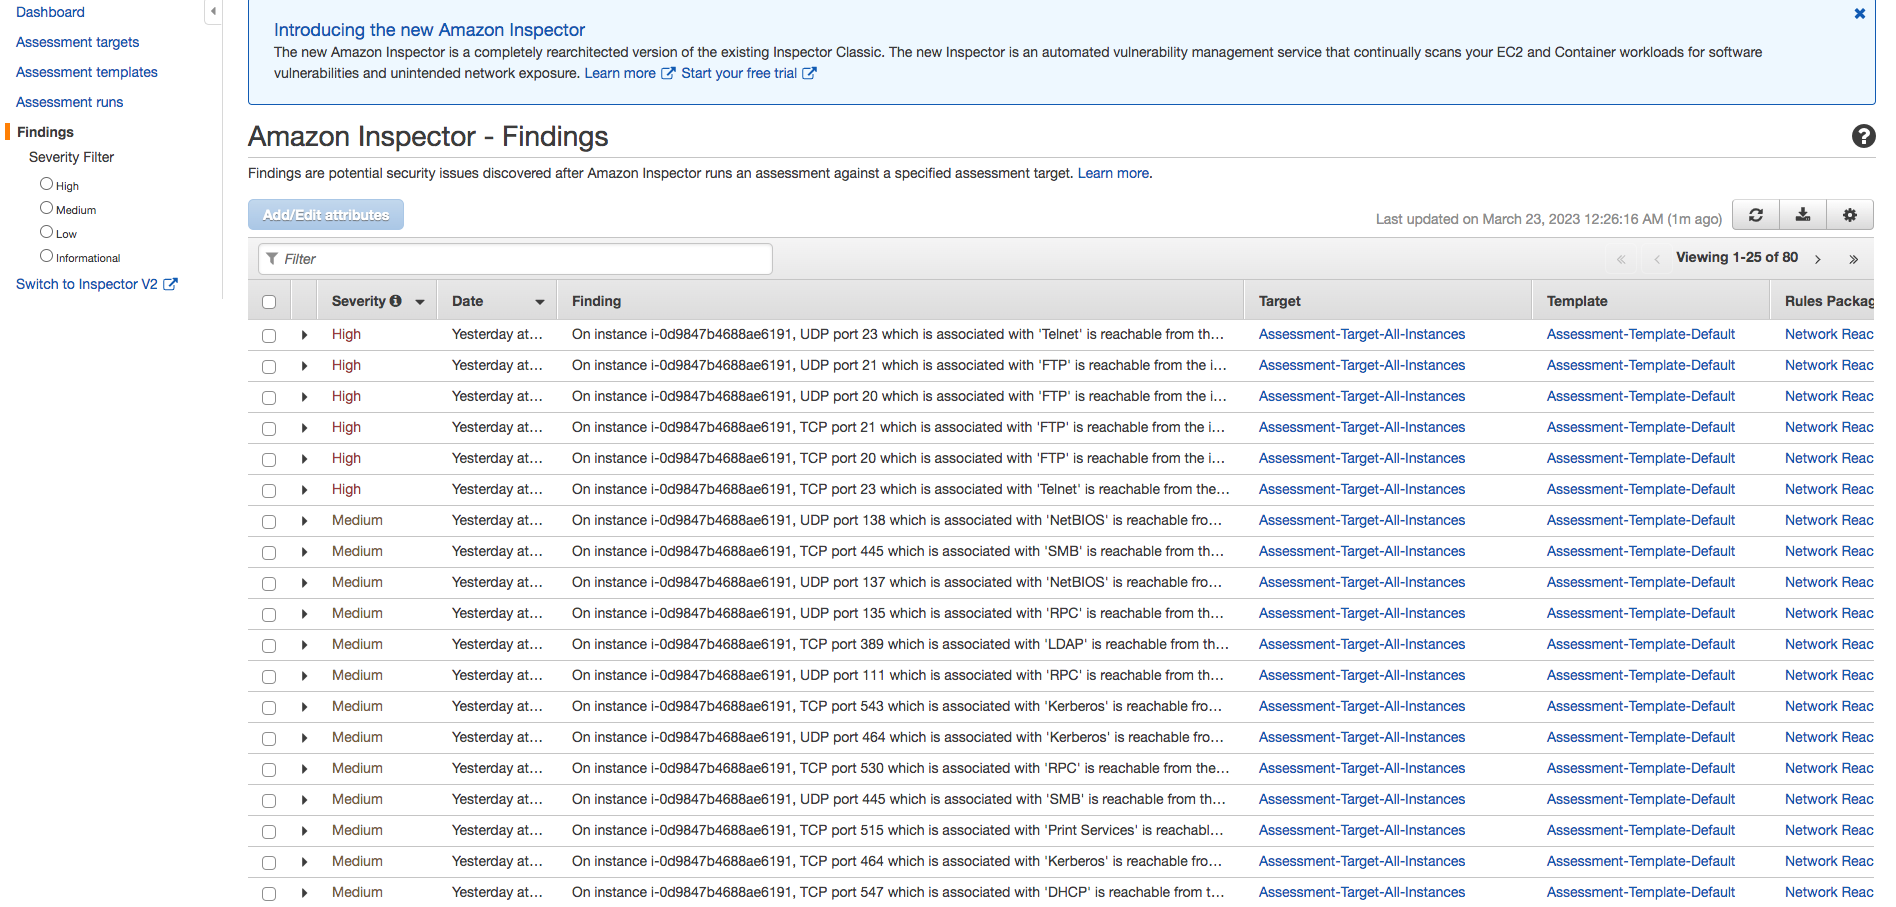 Dashboard
Assessment targets
Assessment templates
Assessment runs
Findings
Severity Filter
High
Medium
Low
Informational
Switch to Inspector V2
Introducing the new Amazon Inspector
The new Amazon Inspector is a completely rearchitected version of the existing Inspector Classic. The new Inspector is an automated vulnerability management service that continually scans your EC2 and Container workloads for software
vulnerabilities and unintended network exposure. Learn more Start your free trial
Amazon Inspector - Findings
Findings are potential security issues discovered after Amazon Inspector runs an assessment against a specified assessment target. Learn more.
Add/Edit attributes
Last updated on March 23, 2023 12:26:16 AM (1m ago)
Filter
Viewing 1-25 of 80
Severity Date Finding Target Template Rules Packag
High Yesterday at... On instance i-0d9847b4688ae6191, UDP port 23 which is associated with 'Telnet' is reachable from th... Assessment-Target-All-Instances Assessment-Template-Default Network Reac
High Yesterday at... On instance i-0d9847b4688ae6191, UDP port 21 which is associated with 'FTP' is reachable from the i... Assessment-Target-All-Instances Assessment-Template-Default Network Reac
High Yesterday at... On instance i-0d9847b4688ae6191, UDP port 20 which is associated with 'FTP' is reachable from the i... Assessment-Target-All-Instances Assessment-Template-Default Network Reac
High Yesterday at... On instance i-0d9847b4688ae6191, TCP port 21 which is associated with 'FTP' is reachable from the i... Assessment-Target-All-Instances Assessment-Template-Default Network Reac
High Yesterday at... On instance i-0d9847b4688ae6191, TCP port 20 which is associated with 'FTP' is reachable from the i... Assessment-Target-All-Instances Assessment-Template-Default Network Reac
High Yesterday at... On instance i-0d9847b4688ae6191, TCP port 23 which is associated with 'Telnet' is reachable from the... Assessment-Target-All-Instances Assessment-Template-Default Network Reac
Medium Yesterday at... On instance i-0d9847b4688ae6191, UDP port 138 which is associated with 'NetBIOS' is reachable fro... Assessment-Target-All-Instances Assessment-Template-Default Network Reac
Medium Yesterday at... On instance i-0d9847b4688ae6191, TCP port 445 which is associated with 'SMB' is reachable from th... Assessment-Target-All-Instances Assessment-Template-Default Network Reac
Medium Yesterday at... On instance i-0d9847b4688ae6191, UDP port 137 which is associated with 'NetBIOS' is reachable fro... Assessment-Target-All-Instances Assessment-Template-Default Network Reac
Medium Yesterday at... On instance i-0d9847b4688ae6191, UDP port 135 which is associated with 'RPC' is reachable from th... Assessment-Target-All-Instances Assessment-Template-Default Network Reac
Medium Yesterday at... On instance i-0d9847b4688ae6191, TCP port 389 which is associated with 'LDAP' is reachable from th... Assessment-Target-All-Instances Assessment-Template-Default Network Reac
Medium Yesterday at... On instance i-0d9847b4688ae6191, UDP port 111 which is associated with 'RPC' is reachable from th... Assessment-Target-All-Instances Assessment-Template-Default Network Reac
Medium Yesterday at... On instance i-0d9847b4688ae6191, TCP port 543 which is associated with 'Kerberos' is reachable fro... Assessment-Target-All-Instances Assessment-Template-Default Network Reac
Medium Yesterday at... On instance i-0d9847b4688ae6191, UDP port 464 which is associated with 'Kerberos' is reachable fro... Assessment-Target-All-Instances Assessment-Template-Default Network Reac
Medium Yesterday at... On instance i-0d9847b4688ae6191, TCP port 530 which is associated with 'RPC' is reachable from the... Assessment-Target-All-Instances Assessment-Template-Default Network Reac
Medium Yesterday at... On instance i-0d9847b4688ae6191, UDP port 445 which is associated with 'SMB' is reachable from th... Assessment-Target-All-Instances Assessment-Template-Default Network Reac
Medium Yesterday at... On instance i-0d9847b4688ae6191, TCP port 515 which is associated with 'Print Services' is reachabl... Assessment-Target-All-Instances Assessment-Template-Default Network Reac
Medium Yesterday at... On instance i-0d9847b4688ae6191, TCP port 464 which is associated with 'Kerberos' is reachable fro... Assessment-Target-All-Instances Assessment-Template-Default Network Reac
Medium Yesterday at... On instance i-0d9847b4688ae6191, TCP port 547 which is associated with 'DHCP' is reachable from t... Assessment-Target-All-Instances Assessment-Template-Default Network Reac